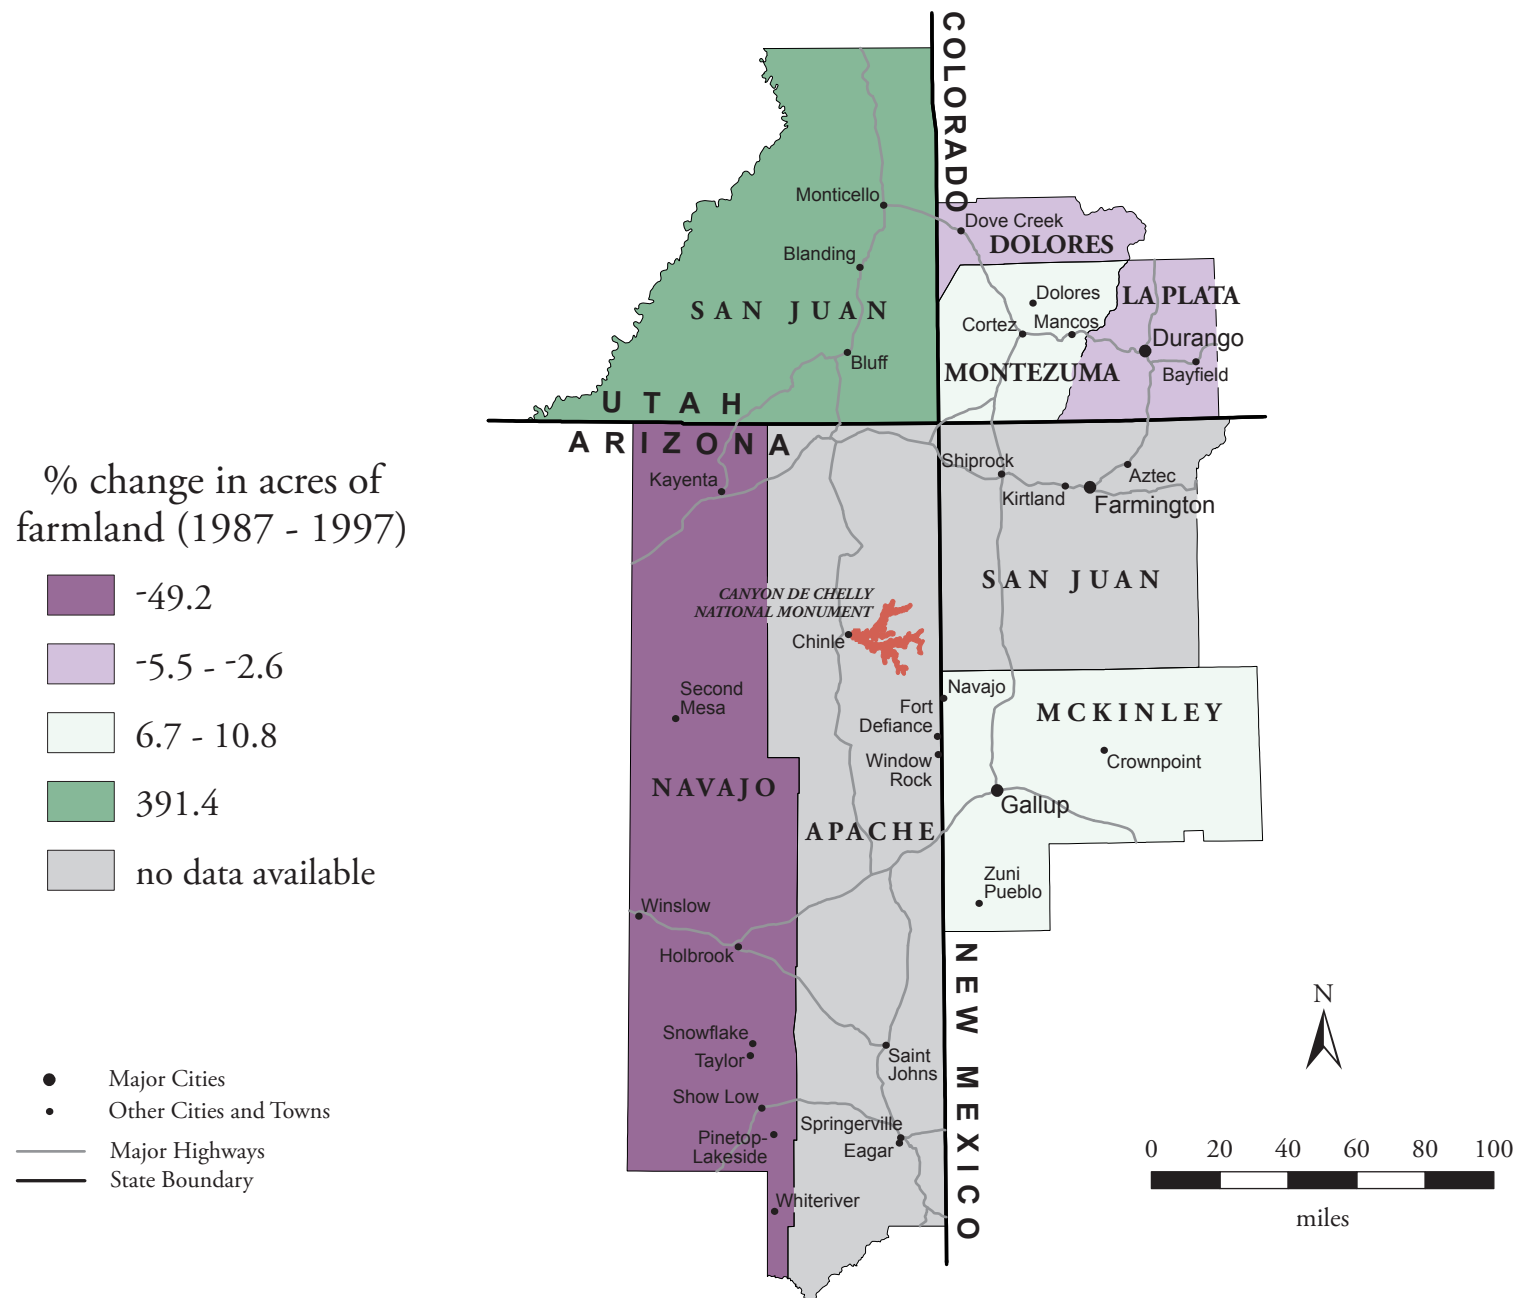 COLORADO
Monticello
Dove Creek
DOLORES
Blanding
SAN JUAN
Dolores
LA PLATA
Cortez
Mancos
Durango
Bluff
MONTEZUMA
Bayfield
UTAH
ARIZONA
% change in acres of
farmland (1987 - 1997)
-49.2
-5.5 - -2.6
6.7 - 10.8
391.4
no data available
Kayenta
Shiprock
Aztec
Kirtland
Farmington
SAN JUAN
CANYON DE CHELLY
NATIONAL MONUMENT
Chinle
Second
Mesa
Navajo
Fort
Defiance
MCKINLEY
Window
Rock
Crownpoint
NAVAJO
Gallup
APACHE
Zuni
Pueblo
Winslow
Holbrook
NEW MEXICO
Snowflake
Taylor
Saint
Johns
Show Low
Springerville
Pinetop-
Lakeside
Eagar
Whiteriver
Major Cities
Other Cities and Towns
Major Highways
State Boundary
N
0 20 40 60 80 100
miles